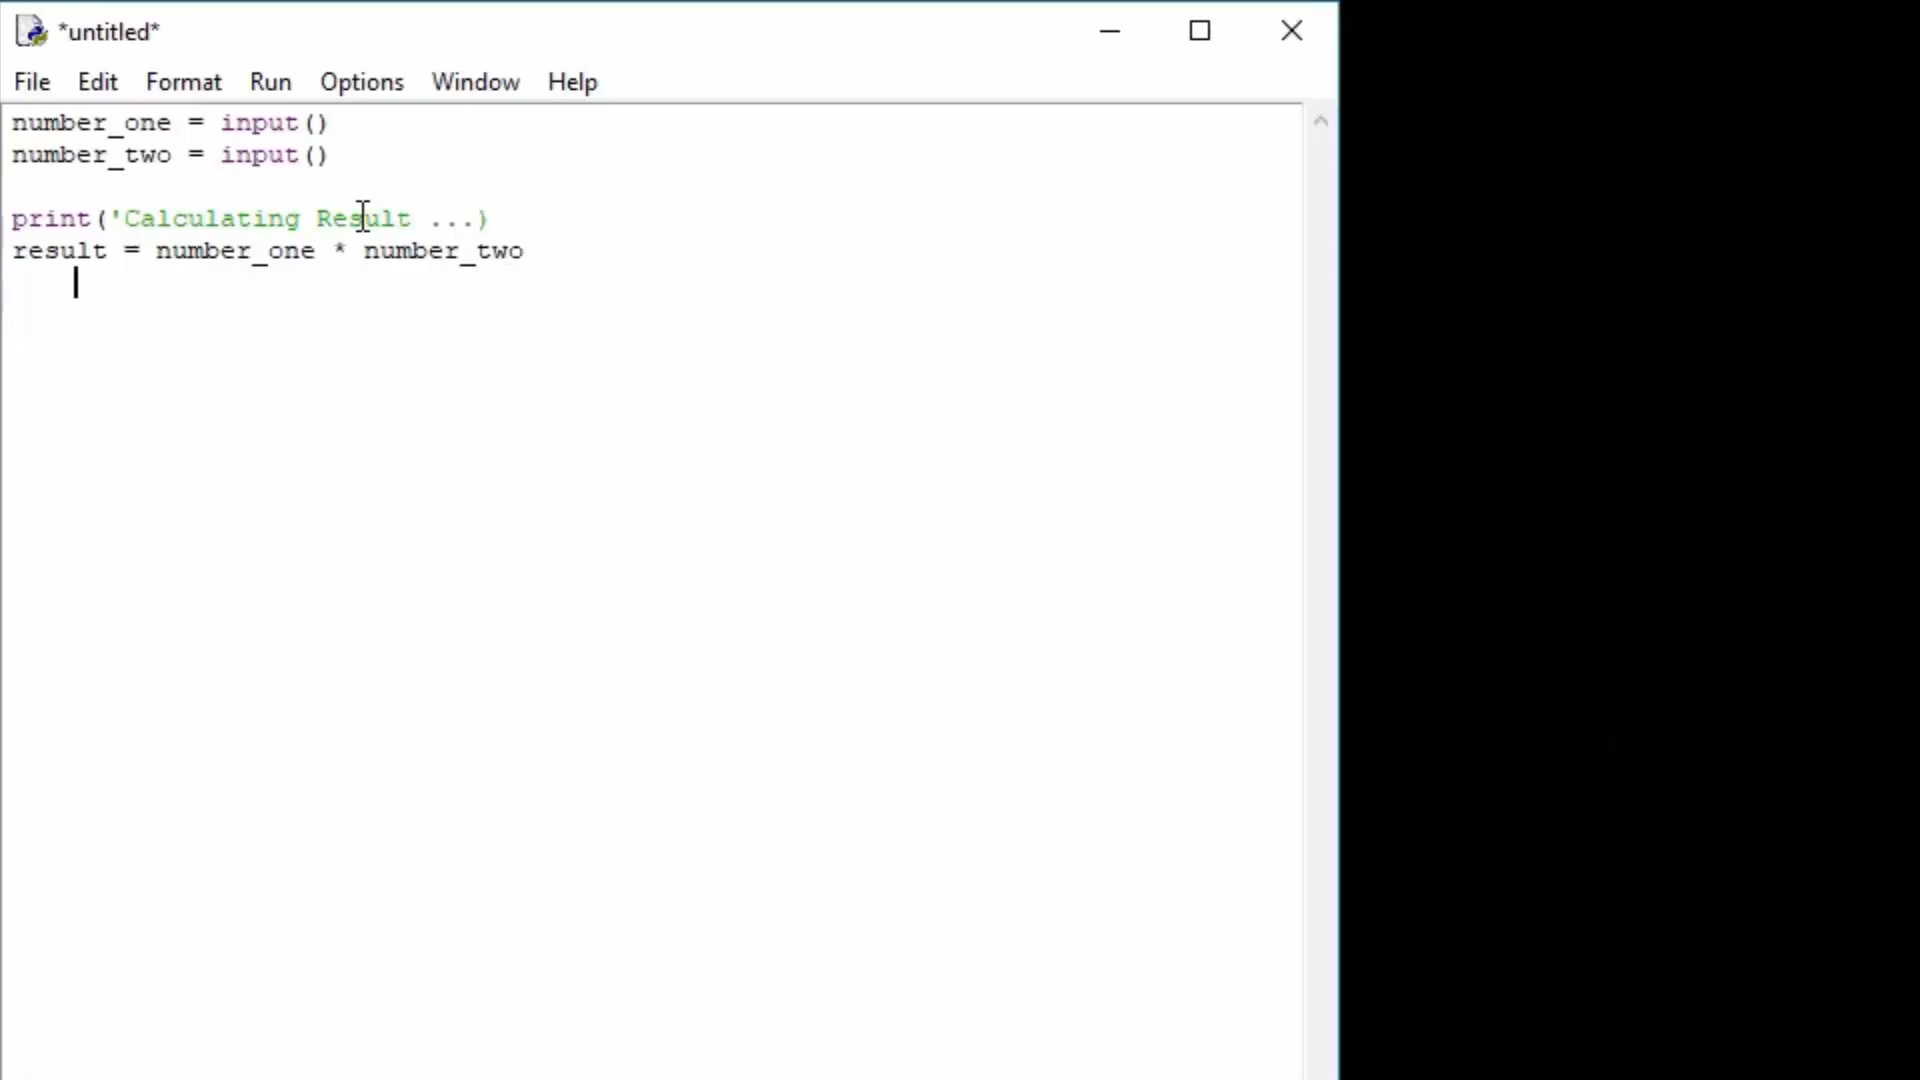 *untitled*
File Edit Format Run Options Window Help
number_one = input()
number_two = input()
print('Calculating Result ...)
result = number_one * number_two